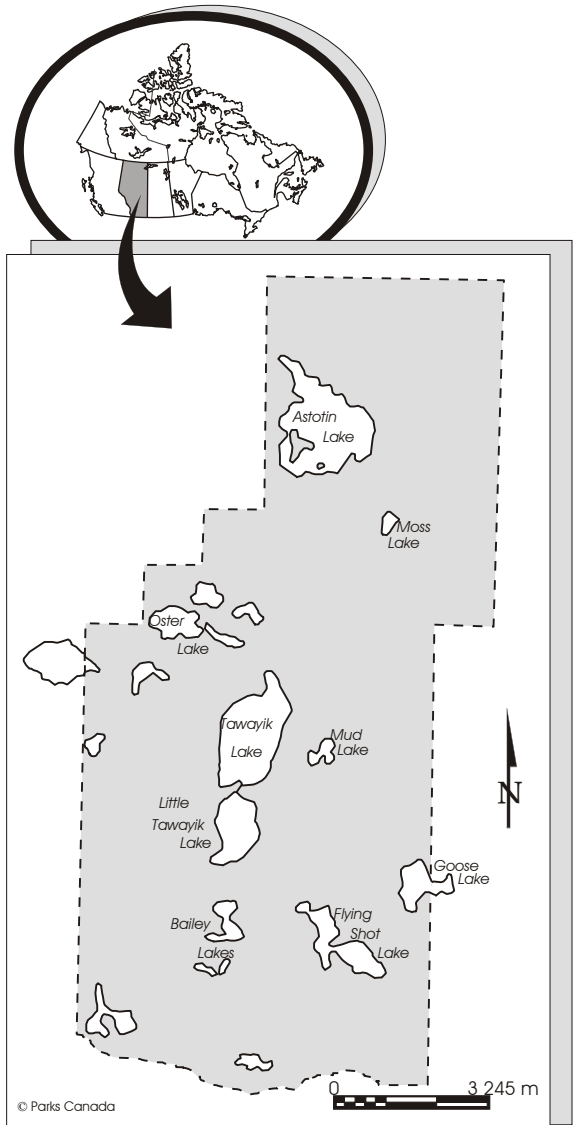 Astotin
Lake
Moss
Lake
Oster
Lake
Tawayik
Lake
Mud
Lake
Little
Tawayik
Lake
N
Goose
Lake
Bailey
Lakes
Flying
Shot
Lake
0 3 245 m
© Parks Canada